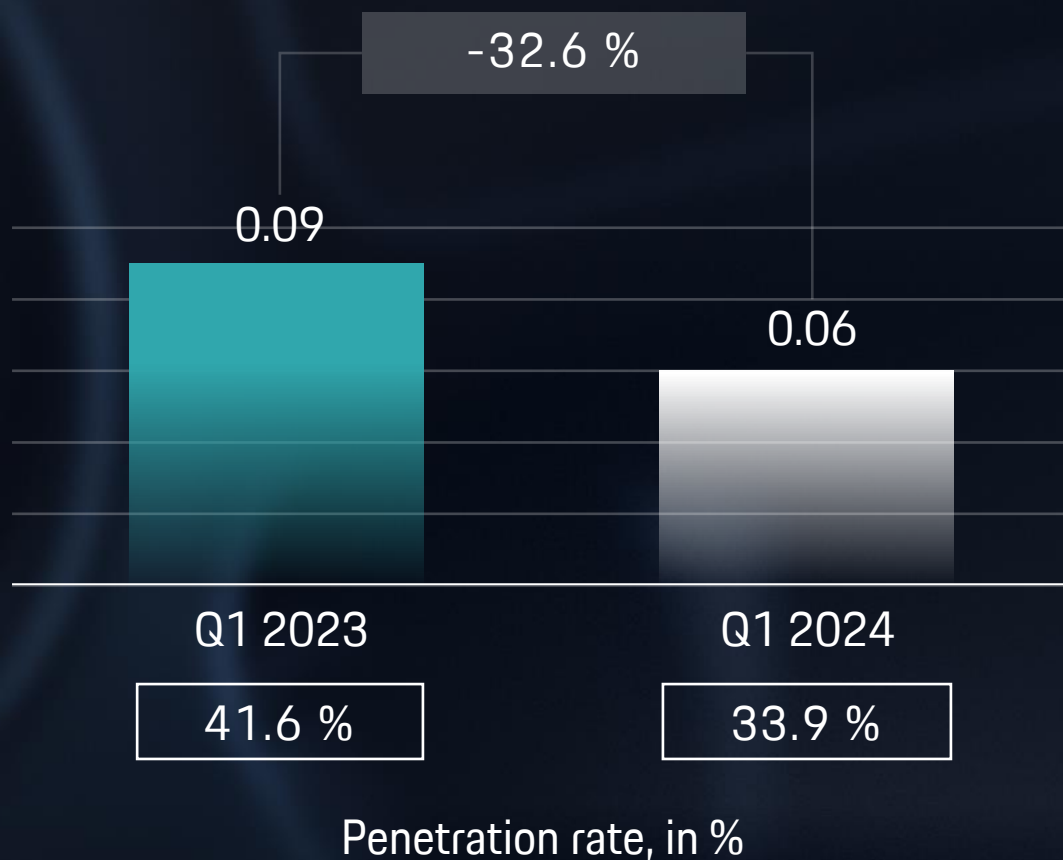 -32.6 %
0.09
0.06
Q1 2023
Q1 2024
41.6 %
33.9 %
Penetration rate, in %